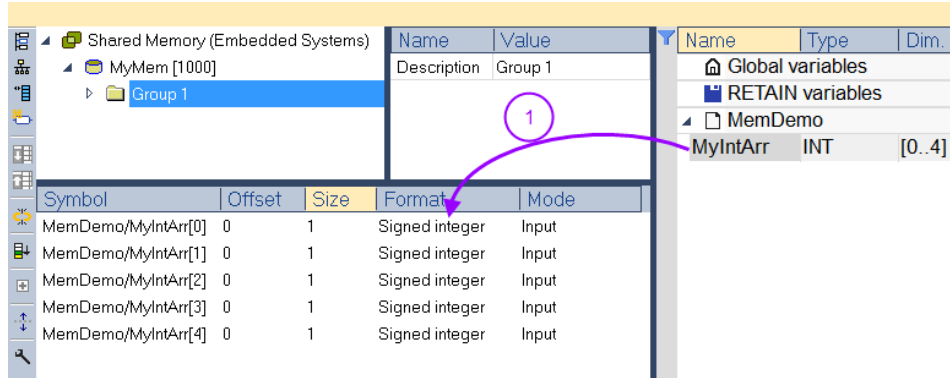 Shared Memory (Embedded Systems)
MyMem [1000]
Group 1
Name Value
Description Group 1
1
Name Type Dim.
Global variables
RETAIN variables
MemDemo
MyIntArr INT [0..4]
Symbol Offset Size Format Mode
MemDemo/MyIntArr[0] 0 1 Signed integer Input
MemDemo/MyIntArr[1] 0 1 Signed integer Input
MemDemo/MyIntArr[2] 0 1 Signed integer Input
MemDemo/MyIntArr[3] 0 1 Signed integer Input
MemDemo/MyIntArr[4] 0 1 Signed integer Input